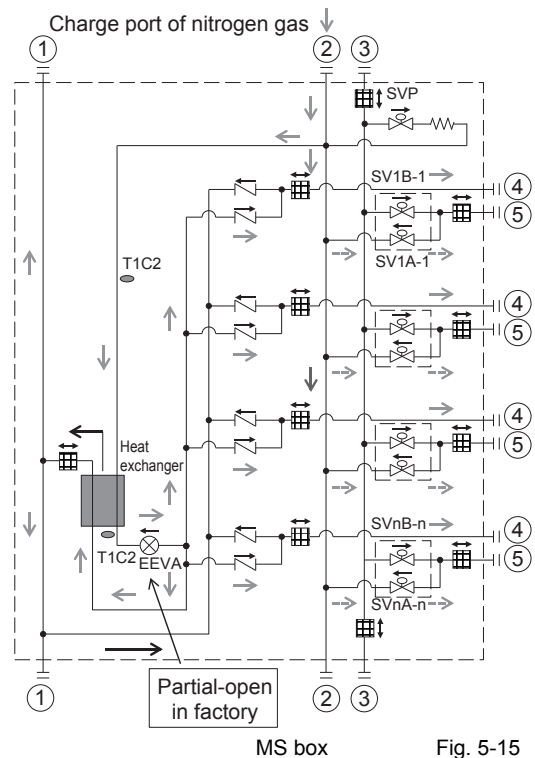 Charge port of nitrogen gas
1 2 3
SVP
SV1B-1
4
5
SV1A-1
T1C2
4
5
4
5
Heat
exchanger
T1C2
EEVA
SVnB-n
4
5
SVnA-n
1 2 3
Partial-open
in factory
MS box
Fig. 5-15